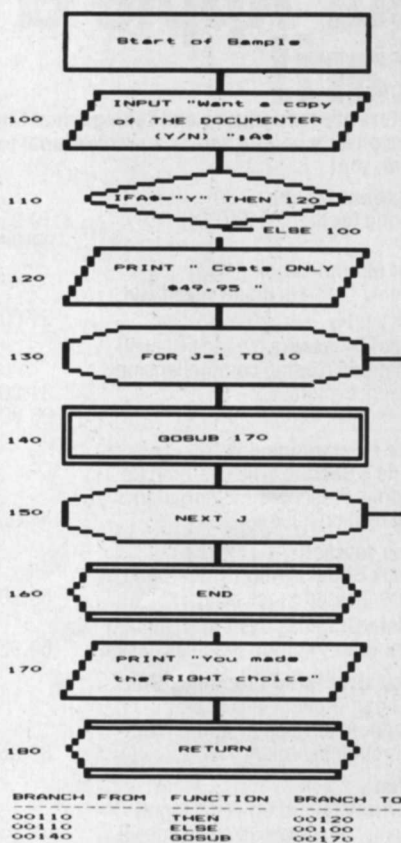 Start of Sample
100 INPUT "Want a copy
of THE DOCUMENTER
(Y/N) ";A$
110 IFA$="Y" THEN 120
ELSE 100
120 PRINT " Costs ONLY
$49.95 "
130 FOR J=1 TO 10
140 GOSUB 170
150 NEXT J
160 END
170 PRINT "You made
the RIGHT choice"
180 RETURN
BRANCH FROM FUNCTION BRANCH TO
00110 THEN 00120
00110 ELSE 00100
00140 GOSUB 00170